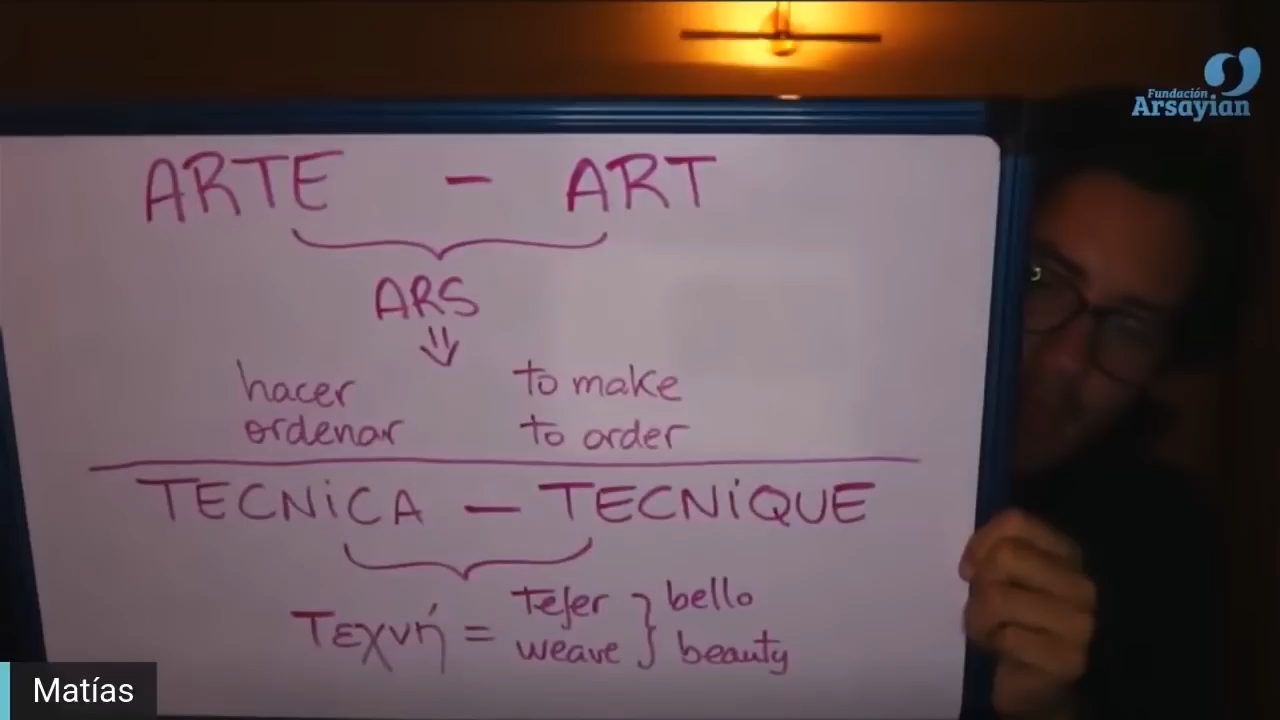 Fundación
Arsayian
ARTE - ART
ARS
hacer to make
ordenar to order
TECNiCA - TECNiQUE
Τεχνή = Tejer } bello
weave } beauty
Matías